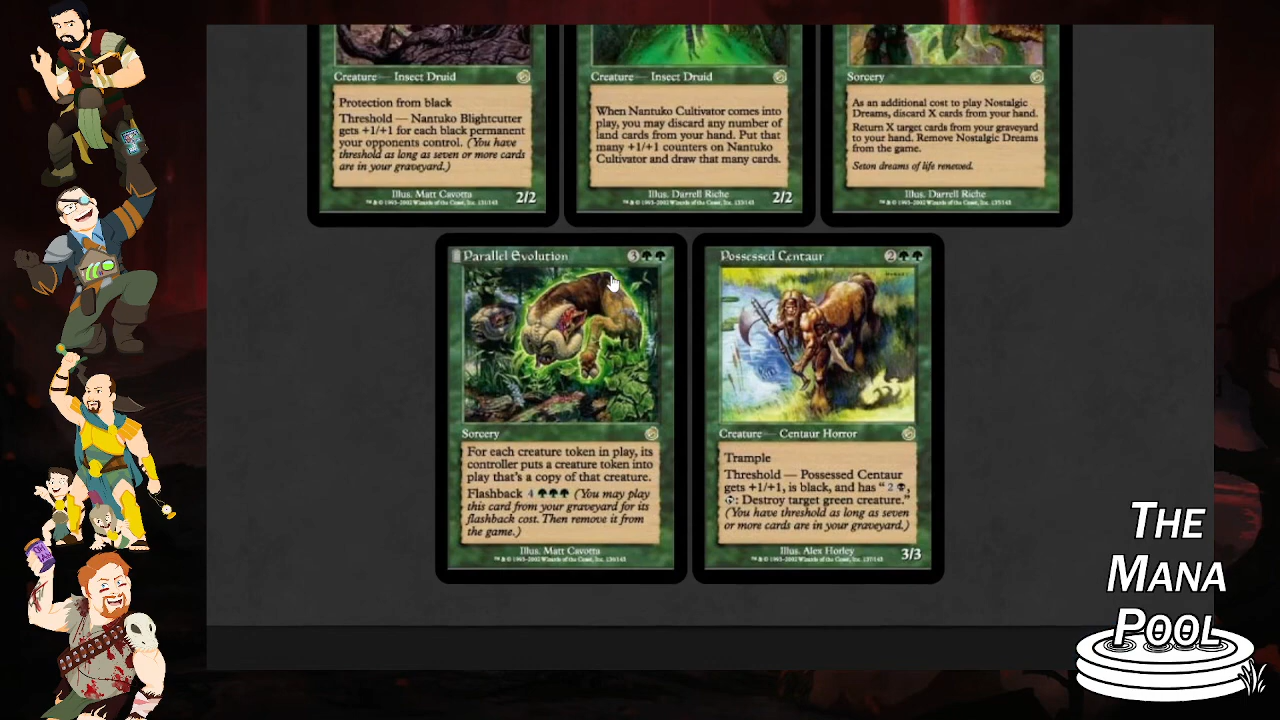 Creature — Insect Druid
Protection from black
Threshold — Nantuko Blightcutter
gets +1/+1 for each black permanent
your opponents control. (You have
threshold as long as seven or more cards
are in your graveyard.)
Illus. Matt Cavotta
2/2
Creature — Insect Druid
When Nantuko Cultivator comes into
play, you may discard any number of
land cards from your hand. Put that
many +1/+1 counters on Nantuko
Cultivator and draw that many cards.
Illus. Darrell Riche
2/2
Sorcery
As an additional cost to play Nostalgic
Dreams, discard X cards from your hand.
Return X target cards from your graveyard
to your hand. Remove Nostalgic Dreams
from the game.
Seton dreams of life renewed.
Illus. Darrell Riche
Parallel Evolution 3
Sorcery
For each creature token in play, its
controller puts a creature token into
play that's a copy of that creature.
Flashback 4 (You may play
this card from your graveyard for its
flashback cost. Then remove it from
the game.)
Illus. Matt Cavotta
Possessed Centaur 2
Creature — Centaur Horror
Trample
Threshold — Possessed Centaur
gets +1/+1, is black, and has "2,
: Destroy target green creature."
(You have threshold as long as seven
or more cards are in your graveyard.)
Illus. Alex Horley
3/3
THE
MANA
POOL